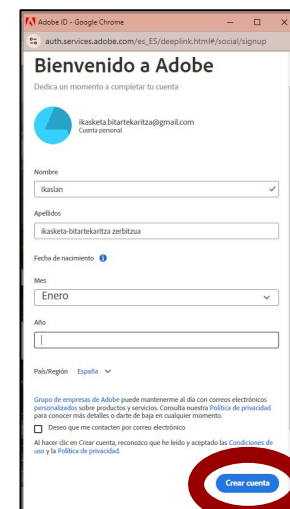 Adobe ID - Google Chrome
auth.services.adobe.com/es_ES/deeplink.html#/social/signup
Bienvenido a Adobe
Dedica un momento a completar tu cuenta
ikasketa.bitartekaritza@gmail.com
Cuenta personal
Nombre
Ikaslan
Apellidos
ikasketa-bitartekaritza zerbitzua
Fecha de nacimiento
Mes
Enero
Año
País/Región España
Grupo de empresas de Adobe puede mantenerme al día con correos electrónicos
personalizados sobre productos y servicios. Consulta nuestra Política de privacidad
para conocer más detalles o darte de baja en cualquier momento.
Deseo que me contacten por correo electrónico
Al hacer clic en Crear cuenta, reconozco que he leído y aceptado las Condiciones de
uso y la Política de privacidad.
Crear cuenta